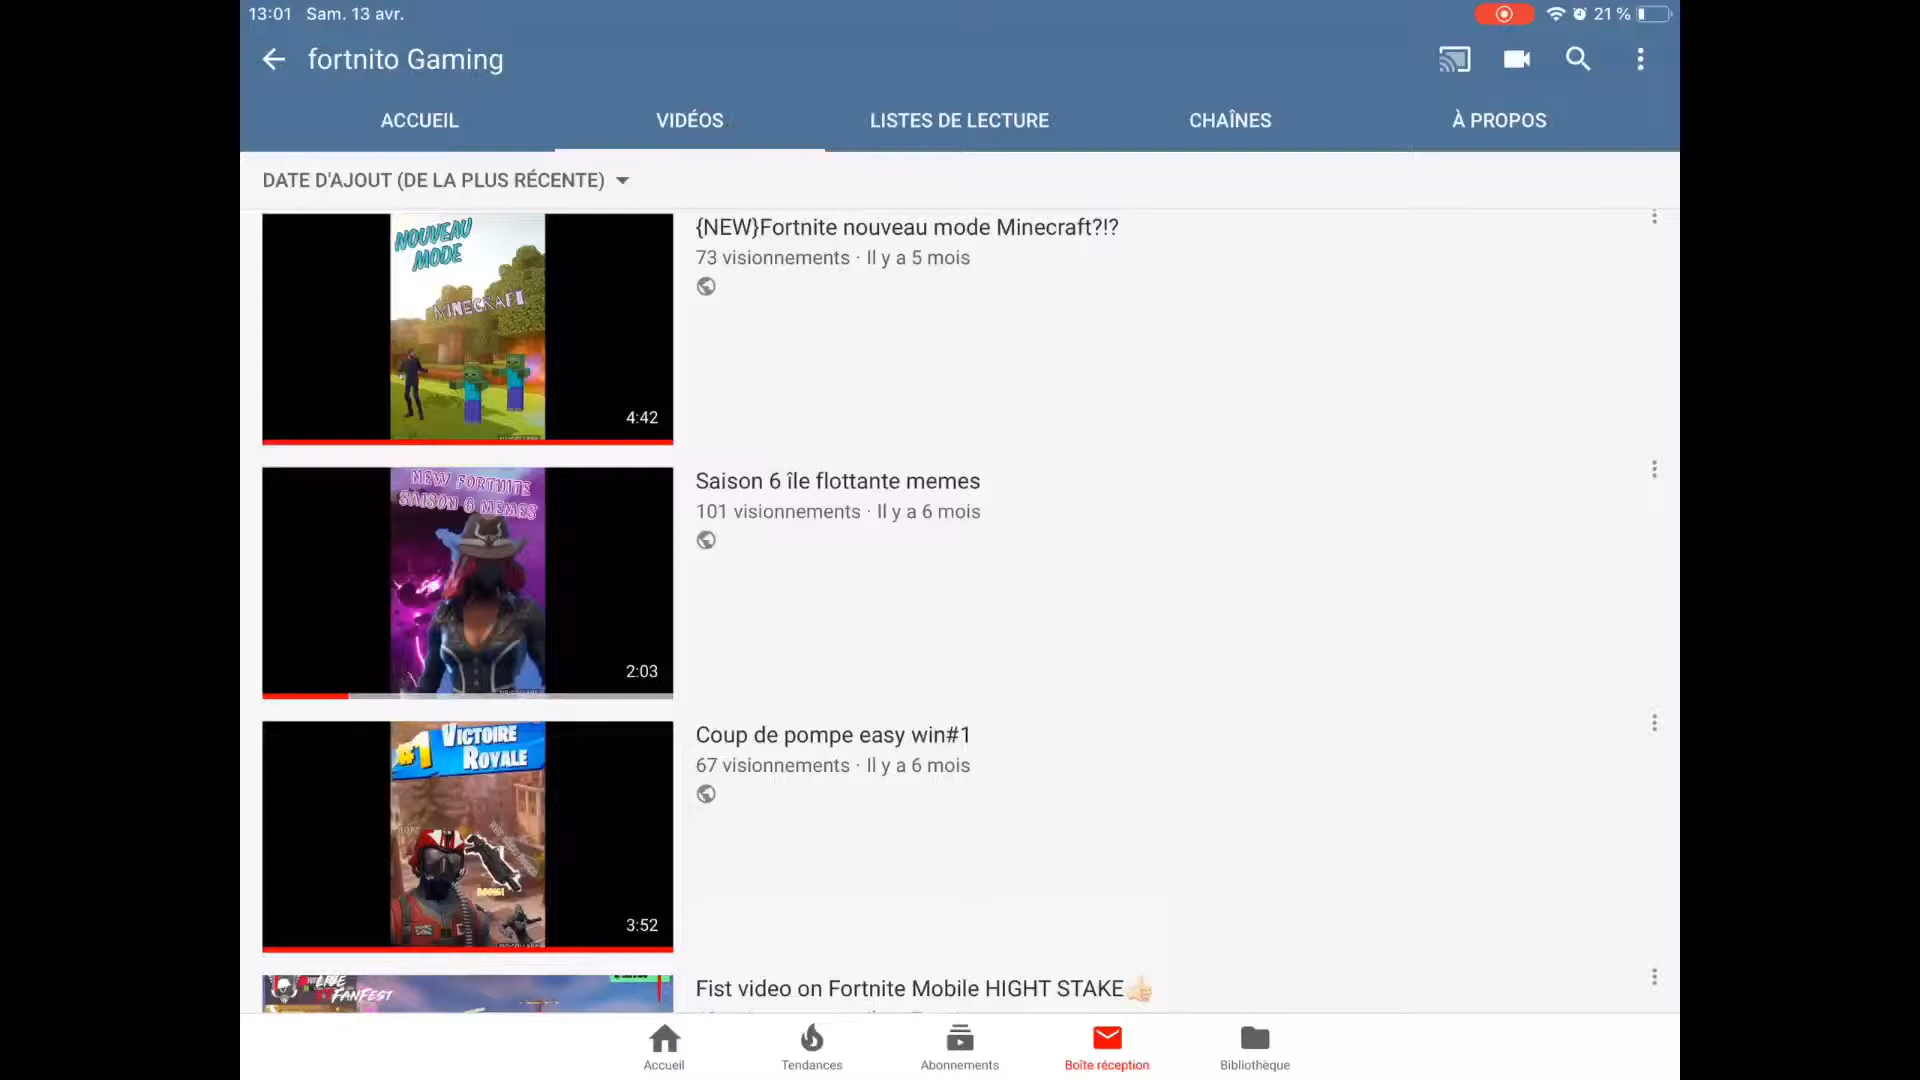 13:01 Sam. 13 avr.
21 %
fortnito Gaming
ACCUEIL
VIDÉOS
LISTES DE LECTURE
CHAÎNES
À PROPOS
DATE D'AJOUT (DE LA PLUS RÉCENTE)
NOUVEAU
MODE
MINECRAFT
4:42
{NEW}Fortnite nouveau mode Minecraft?!?
73 visionnements · Il y a 5 mois
NEW FORTNITE
SAISON 6 MEMES
2:03
Saison 6 île flottante memes
101 visionnements · Il y a 6 mois
#1 VICTOIRE
ROYALE
BOOM!
3:52
Coup de pompe easy win#1
67 visionnements · Il y a 6 mois
LIVE
FANFEST
Fist video on Fortnite Mobile HIGHT STAKE👍🏻
Accueil
Tendances
Abonnements
Boîte réception
Bibliothèque